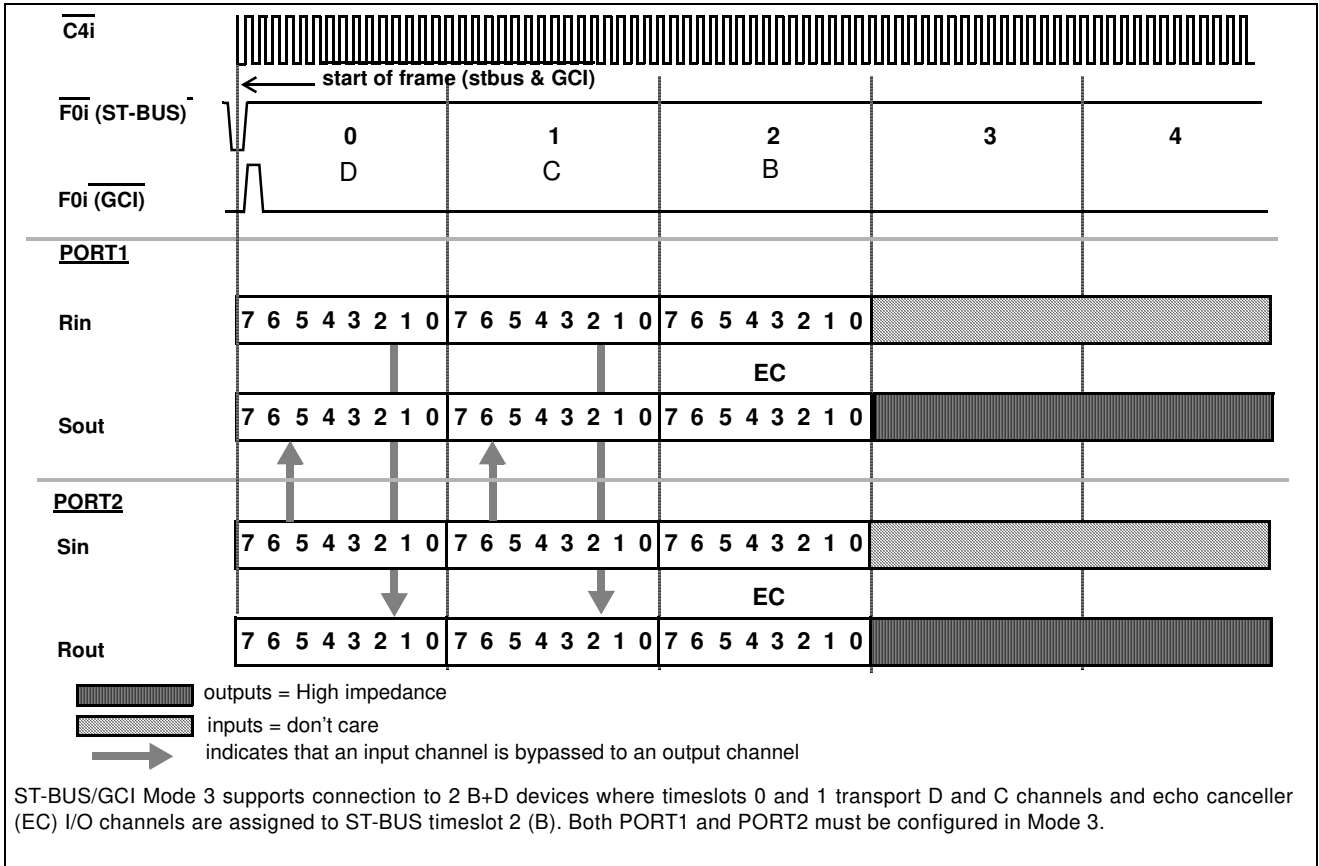 C4i
start of frame (stbus & GCI)
F0i (ST-BUS)
0 1 2 3 4
D C B
F0i (GCI)
PORT1
Rin 7 6 5 4 3 2 1 0 7 6 5 4 3 2 1 0 7 6 5 4 3 2 1 0
EC
Sout 7 6 5 4 3 2 1 0 7 6 5 4 3 2 1 0 7 6 5 4 3 2 1 0
PORT2
Sin 7 6 5 4 3 2 1 0 7 6 5 4 3 2 1 0 7 6 5 4 3 2 1 0
EC
Rout 7 6 5 4 3 2 1 0 7 6 5 4 3 2 1 0 7 6 5 4 3 2 1 0
outputs = High impedance
inputs = don't care
indicates that an input channel is bypassed to an output channel
ST-BUS/GCI Mode 3 supports connection to 2 B+D devices where timeslots 0 and 1 transport D and C channels and echo canceller
(EC) I/O channels are assigned to ST-BUS timeslot 2 (B). Both PORT1 and PORT2 must be configured in Mode 3.